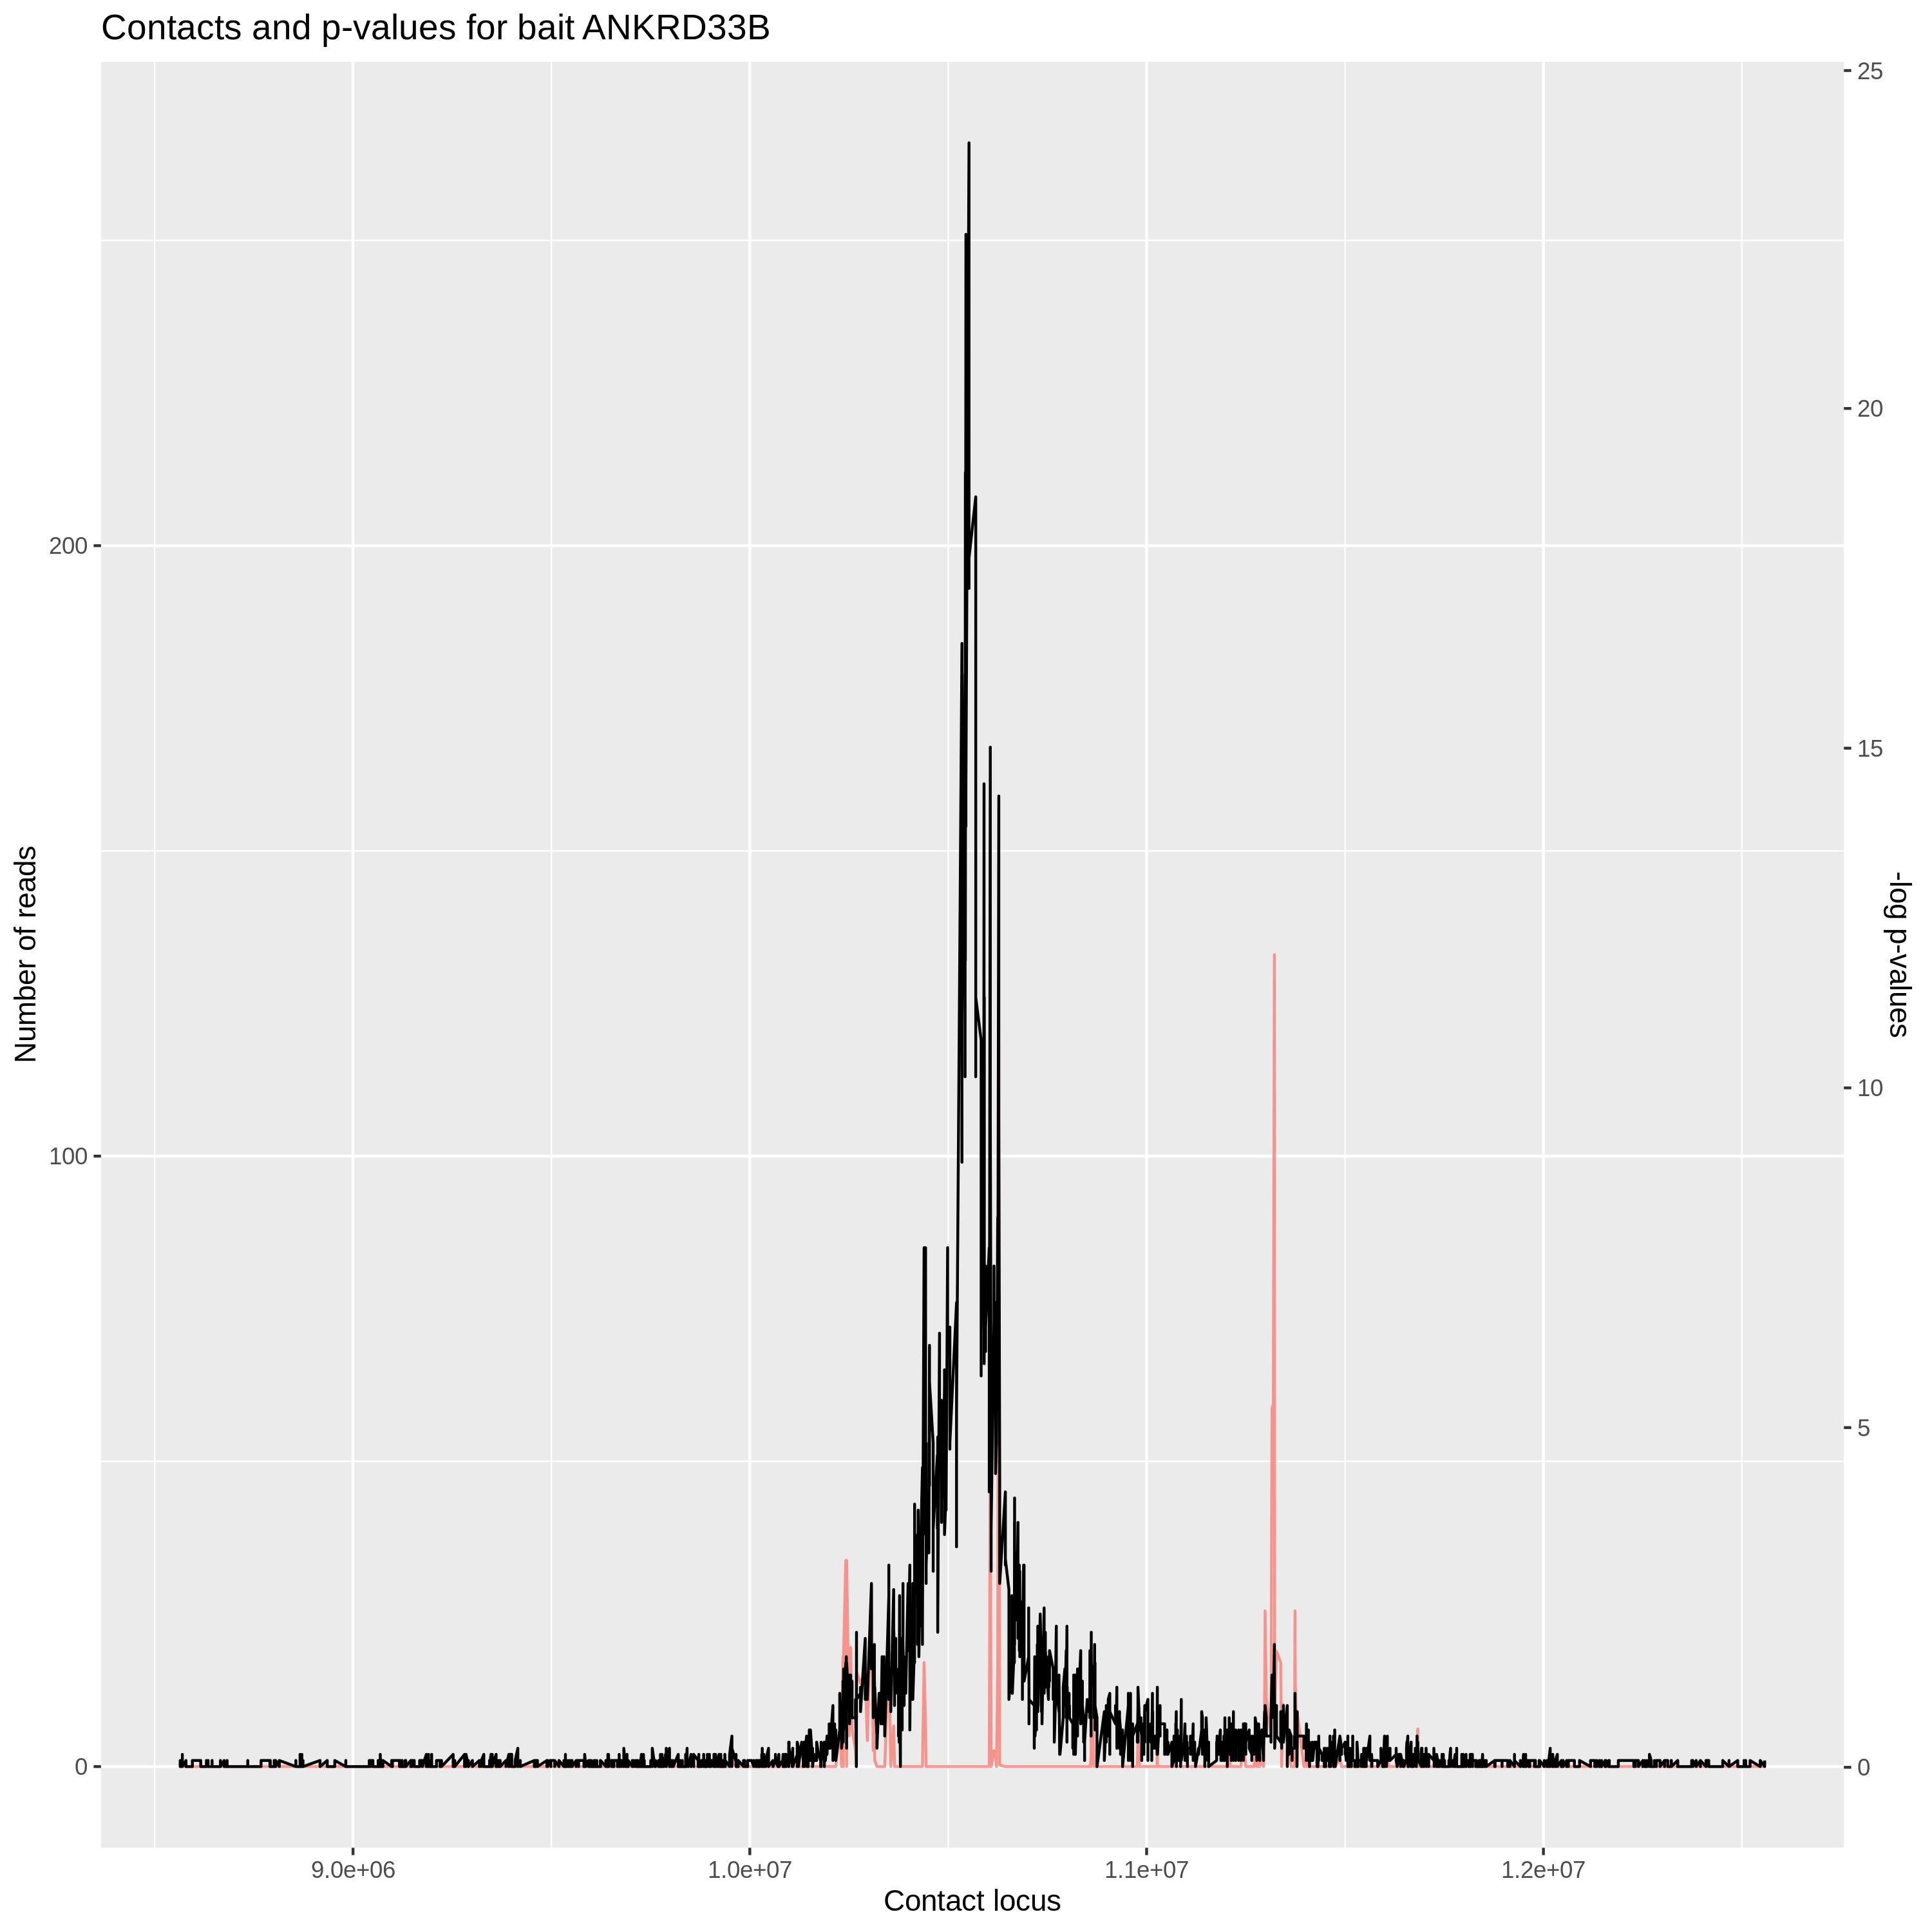 Contacts and p-values for bait ANKRD33B
Number of reads
200
100
0
25
20
15
10
5
0
-log p-values
9.0e+06
1.0e+07
1.1e+07
1.2e+07
Contact locus